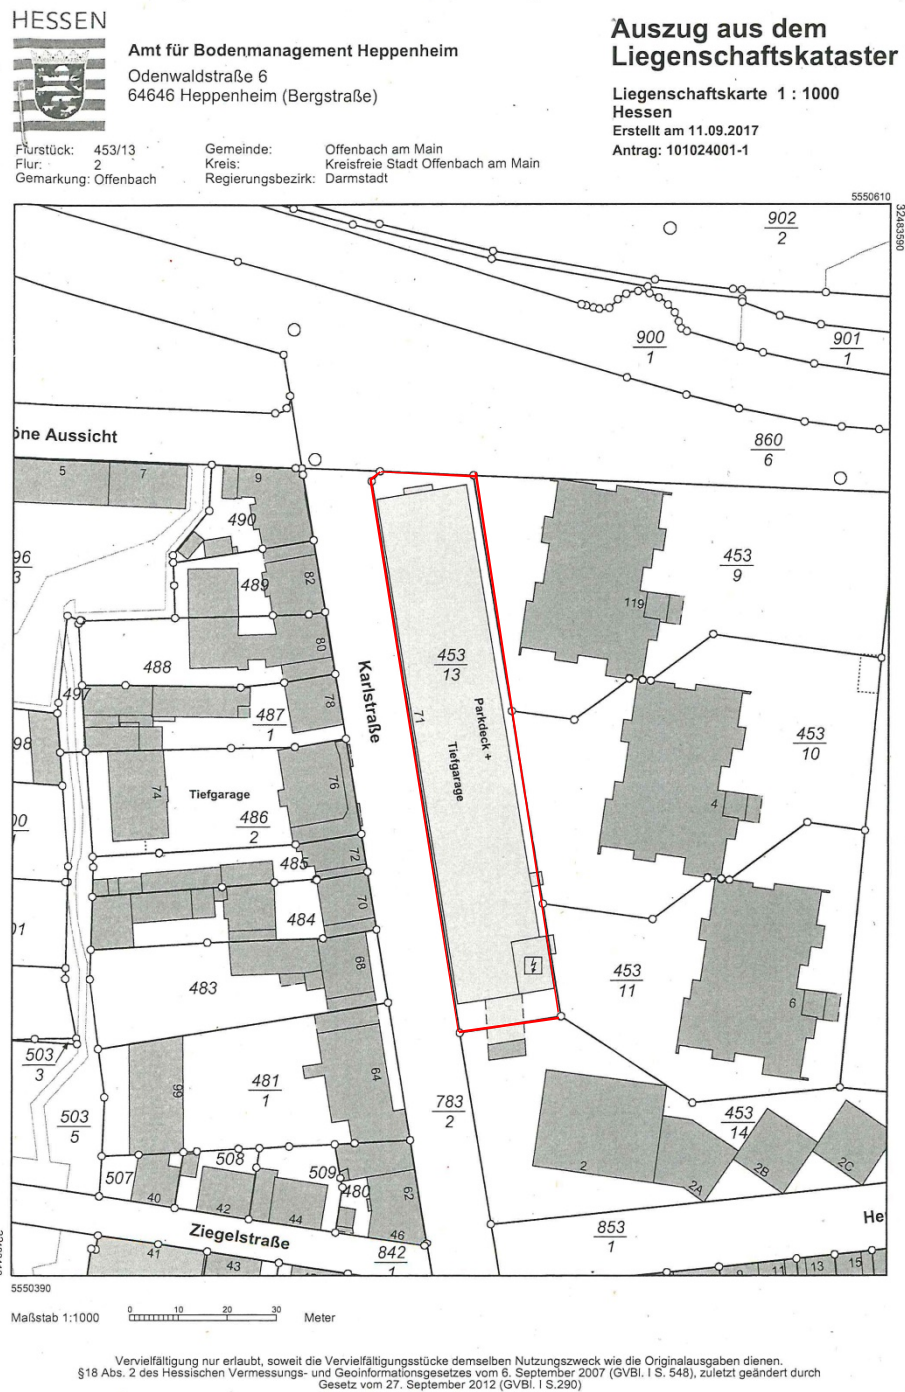 HESSEN
Amt für Bodenmanagement Heppenheim
Odenwaldstraße 6
64646 Heppenheim (Bergstraße)
Auszug aus dem
Liegenschaftskataster
Liegenschaftskarte 1 : 1000
Hessen
Erstellt am 11.09.2017
Antrag: 101024001-1
Flurstück: 453/13
Flur: 2
Gemarkung: Offenbach
Gemeinde: Offenbach am Main
Kreis: Kreisfreie Stadt Offenbach am Main
Regierungsbezirk: Darmstadt
5550610
32483590
902
2
900
1
901
1
860
6
öne Aussicht
5
7
9
490
96
3
489
82
453
9
119
80
488
453
13
Karlstraße
497
78
487
1
71
Parkdeck +
Tiefgarage
98
453
10
74
Tiefgarage
76
486
2
4
72
485
70
484
68
453
11
483
6
503
3
66
481
1
64
783
2
453
14
503
5
507
508
509
480
62
2
2A
2B
2C
40
42
44
46
Ziegelstraße
842
1
853
1
He
41
43
9
11
13
15
5550390
Maßstab 1:1000
0 10 20 30
Meter
Vervielfältigung nur erlaubt, soweit die Vervielfältigungsstücke demselben Nutzungszweck wie die Originalausgaben dienen.
§18 Abs. 2 des Hessischen Vermessungs- und Geoinformationsgesetzes vom 6. September 2007 (GVBl. I S. 548), zuletzt geändert durch
Gesetz vom 27. September 2012 (GVBl. I S.290)